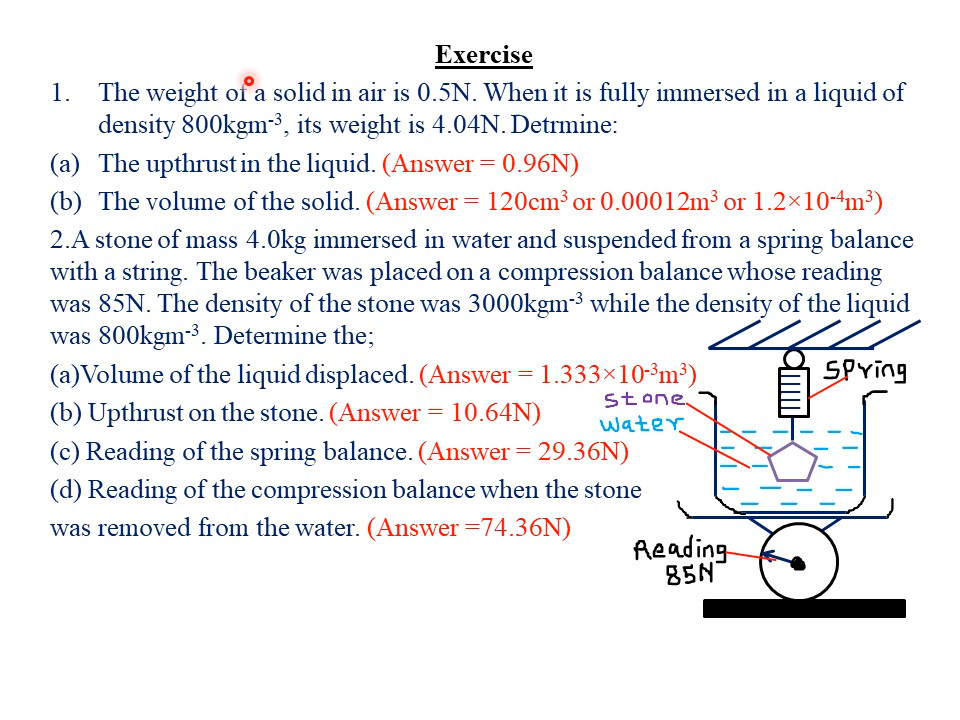 Exercise
1. The weight of a solid in air is 0.5N. When it is fully immersed in a liquid of
density 800kgm⁻³, its weight is 4.04N. Detrmine:
(a) The upthrust in the liquid. (Answer = 0.96N)
(b) The volume of the solid. (Answer = 120cm³ or 0.00012m³ or 1.2×10⁻⁴m³)
2.A stone of mass 4.0kg immersed in water and suspended from a spring balance
with a string. The beaker was placed on a compression balance whose reading
was 85N. The density of the stone was 3000kgm⁻³ while the density of the liquid
was 800kgm⁻³. Determine the;
(a)Volume of the liquid displaced. (Answer = 1.333×10⁻³m³)
(b) Upthrust on the stone. (Answer = 10.64N)
(c) Reading of the spring balance. (Answer = 29.36N)
(d) Reading of the compression balance when the stone
was removed from the water. (Answer =74.36N)
spring
stone
water
Reading
85N